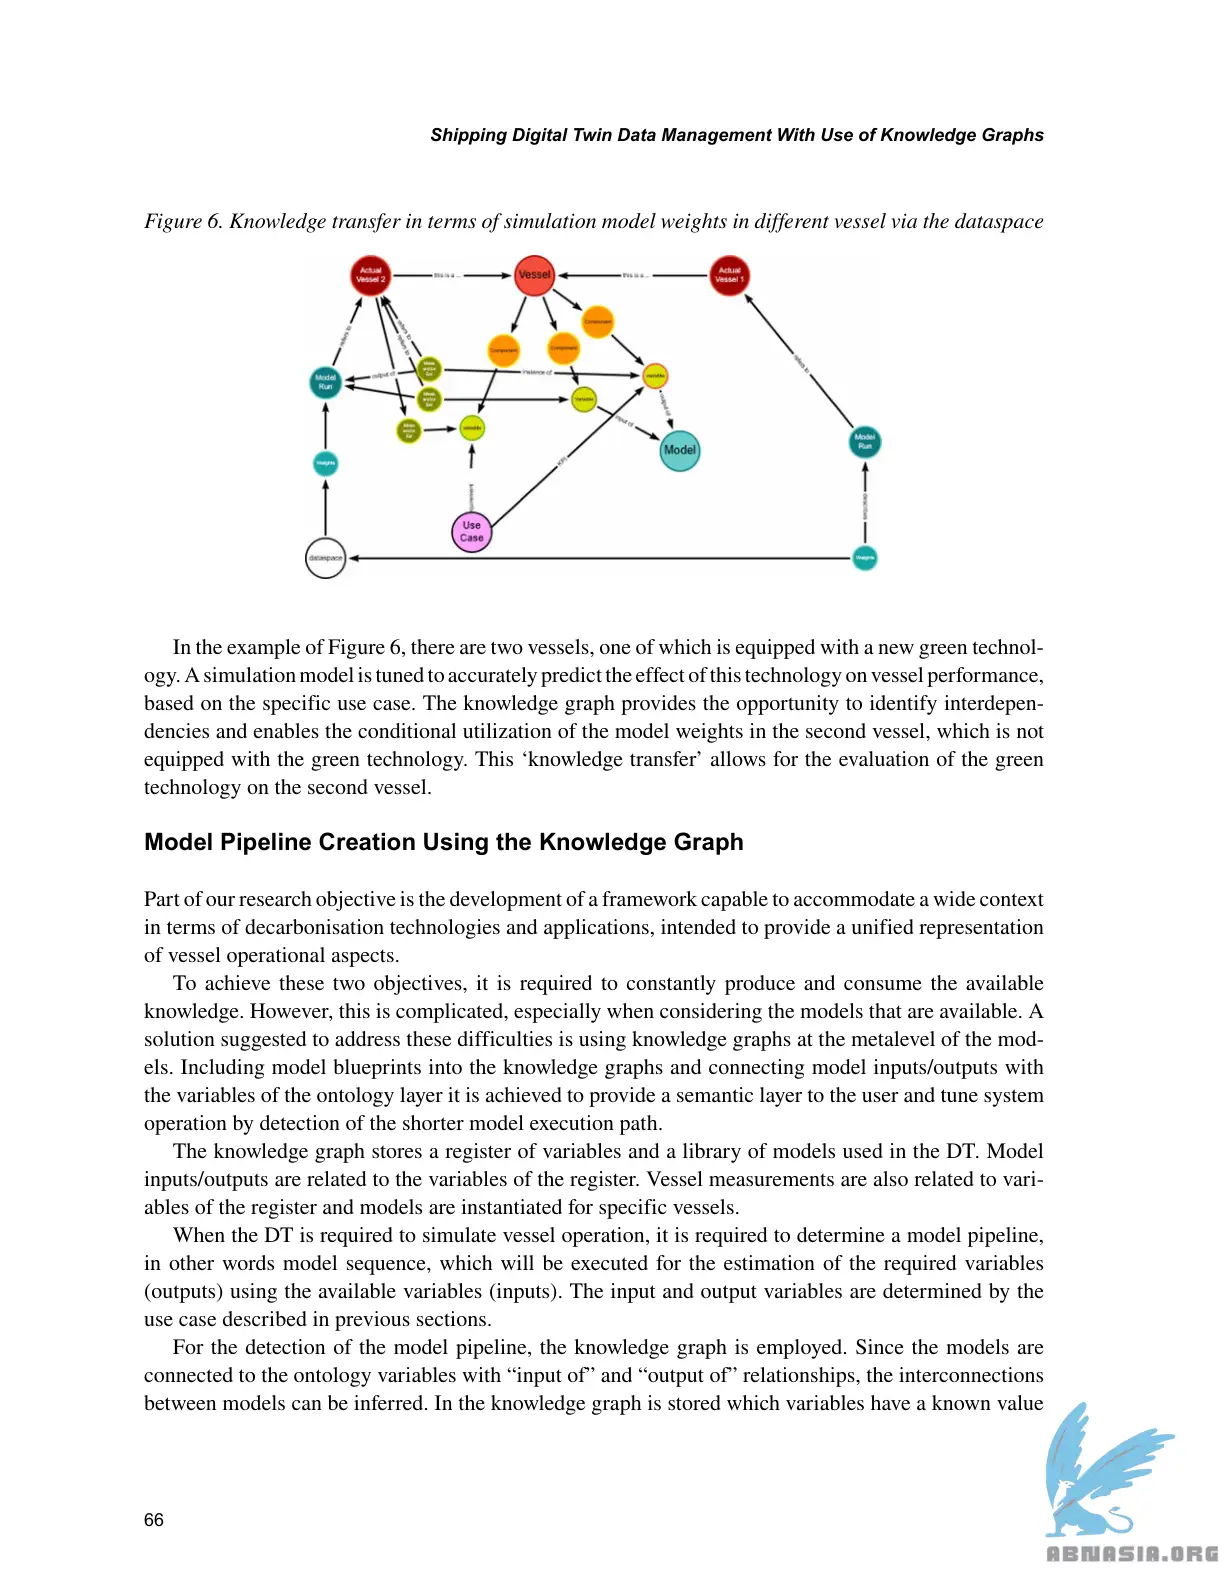 Shipping Digital Twin Data Management With Use of Knowledge Graphs
Figure 6. Knowledge transfer in terms of simulation model weights in different vessel via the dataspace
Actual
Vessel 2
this is a ...
Vessel
this is a ...
Actual
Vessel 1
Component
Component
Component
refers to
refers to
refers to
refers to
Model
Run
output of
instance of
Variable
Variable
Variable
output of
input of
Model
Model
Run
Weights
KPI
Use
Case
dataspace
Weights
In the example of Figure 6, there are two vessels, one of which is equipped with a new green technol-
ogy. A simulation model is tuned to accurately predict the effect of this technology on vessel performance,
based on the specific use case. The knowledge graph provides the opportunity to identify interdepen-
dencies and enables the conditional utilization of the model weights in the second vessel, which is not
equipped with the green technology. This ‘knowledge transfer’ allows for the evaluation of the green
technology on the second vessel.
Model Pipeline Creation Using the Knowledge Graph
Part of our research objective is the development of a framework capable to accommodate a wide context
in terms of decarbonisation technologies and applications, intended to provide a unified representation
of vessel operational aspects.
To achieve these two objectives, it is required to constantly produce and consume the available
knowledge. However, this is complicated, especially when considering the models that are available. A
solution suggested to address these difficulties is using knowledge graphs at the metalevel of the mod-
els. Including model blueprints into the knowledge graphs and connecting model inputs/outputs with
the variables of the ontology layer it is achieved to provide a semantic layer to the user and tune system
operation by detection of the shorter model execution path.
The knowledge graph stores a register of variables and a library of models used in the DT. Model
inputs/outputs are related to the variables of the register. Vessel measurements are also related to vari-
ables of the register and models are instantiated for specific vessels.
When the DT is required to simulate vessel operation, it is required to determine a model pipeline,
in other words model sequence, which will be executed for the estimation of the required variables
(outputs) using the available variables (inputs). The input and output variables are determined by the
use case described in previous sections.
For the detection of the model pipeline, the knowledge graph is employed. Since the models are
connected to the ontology variables with “input of” and “output of” relationships, the interconnections
between models can be inferred. In the knowledge graph is stored which variables have a known value
66
ABNASIA.ORG